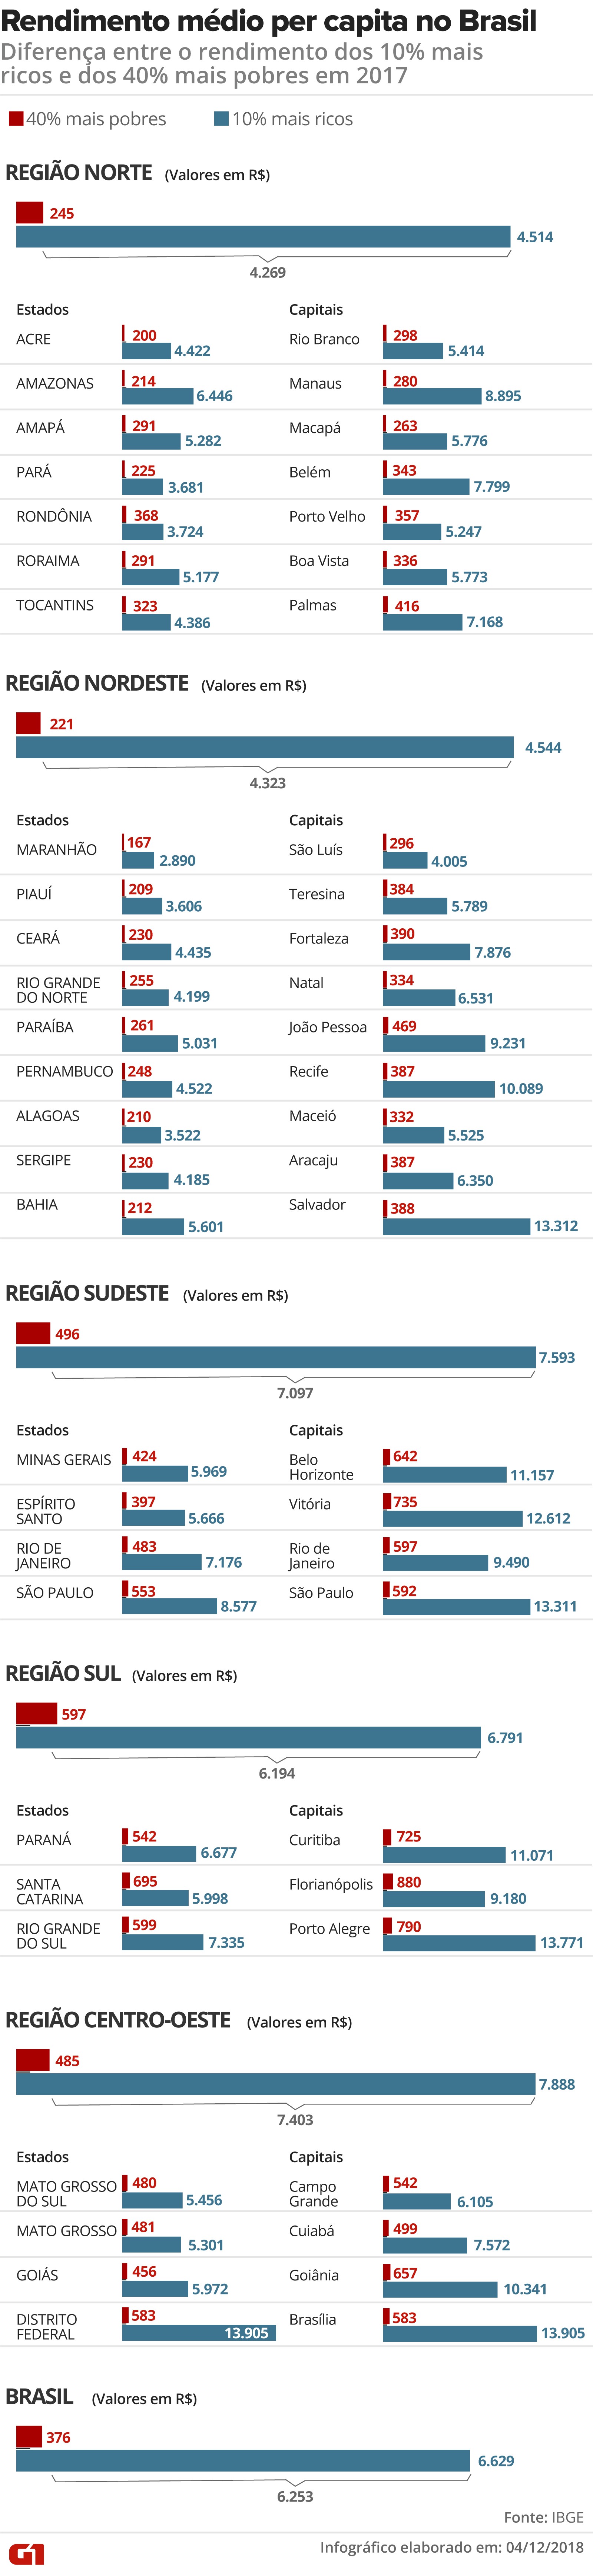 Rendimento médio per capita no Brasil
Diferença entre o rendimento dos 10% mais
ricos e dos 40% mais pobres em 2017
40% mais pobres 10% mais ricos
REGIÃO NORTE (Valores em R$)
245
4.514
4.269
Estados Capitais
ACRE 200 4.422 Rio Branco 298 5.414
AMAZONAS 214 6.446 Manaus 280 8.895
AMAPÁ 291 5.282 Macapá 263 5.776
PARÁ 225 3.681 Belém 343 7.799
RONDÔNIA 368 3.724 Porto Velho 357 5.247
RORAIMA 291 5.177 Boa Vista 336 5.773
TOCANTINS 323 4.386 Palmas 416 7.168
REGIÃO NORDESTE (Valores em R$)
221
4.544
4.323
Estados Capitais
MARANHÃO 167 2.890 São Luís 296 4.005
PIAUÍ 209 3.606 Teresina 384 5.789
CEARÁ 230 4.435 Fortaleza 390 7.876
RIO GRANDE
DO NORTE 255 4.199 Natal 334 6.531
PARAÍBA 261 5.031 João Pessoa 469 9.231
PERNAMBUCO 248 4.522 Recife 387 10.089
ALAGOAS 210 3.522 Maceió 332 5.525
SERGIPE 230 4.185 Aracaju 387 6.350
BAHIA 212 5.601 Salvador 388 13.312
REGIÃO SUDESTE (Valores em R$)
496
7.593
7.097
Estados Capitais
MINAS GERAIS 424 5.969 Belo
Horizonte 642 11.157
ESPÍRITO
SANTO 397 5.666 Vitória 735 12.612
RIO DE
JANEIRO 483 7.176 Rio de
Janeiro 597 9.490
SÃO PAULO 553 8.577 São Paulo 592 13.311
REGIÃO SUL (Valores em R$)
597
6.791
6.194
Estados Capitais
PARANÁ 542 6.677 Curitiba 725 11.071
SANTA
CATARINA 695 5.998 Florianópolis 880 9.180
RIO GRANDE
DO SUL 599 7.335 Porto Alegre 790 13.771
REGIÃO CENTRO-OESTE (Valores em R$)
485
7.888
7.403
Estados Capitais
MATO GROSSO
DO SUL 480 5.456 Campo
Grande 542 6.105
MATO GROSSO 481 5.301 Cuiabá 499 7.572
GOIÁS 456 5.972 Goiânia 657 10.341
DISTRITO
FEDERAL 583 13.905 Brasília 583 13.905
BRASIL (Valores em R$)
376
6.629
6.253
Fonte: IBGE
G1 Infográfico elaborado em: 04/12/2018